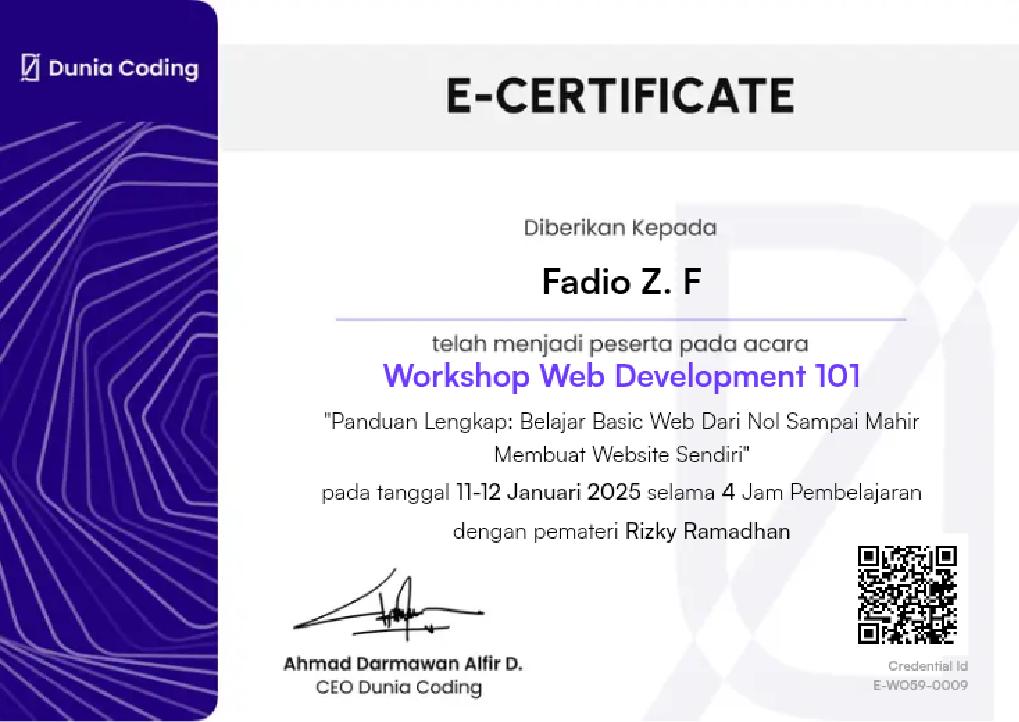 Dunia Coding
E-CERTIFICATE
Diberikan Kepada
Fadio Z. F
telah menjadi peserta pada acara
Workshop Web Development 101
"Panduan Lengkap: Belajar Basic Web Dari Nol Sampai Mahir
Membuat Website Sendiri"
pada tanggal 11-12 Januari 2025 selama 4 Jam Pembelajaran
dengan pemateri Rizky Ramadhan
Ahmad Darmawan Alfir D.
CEO Dunia Coding
Credential Id
E-WO59-0009